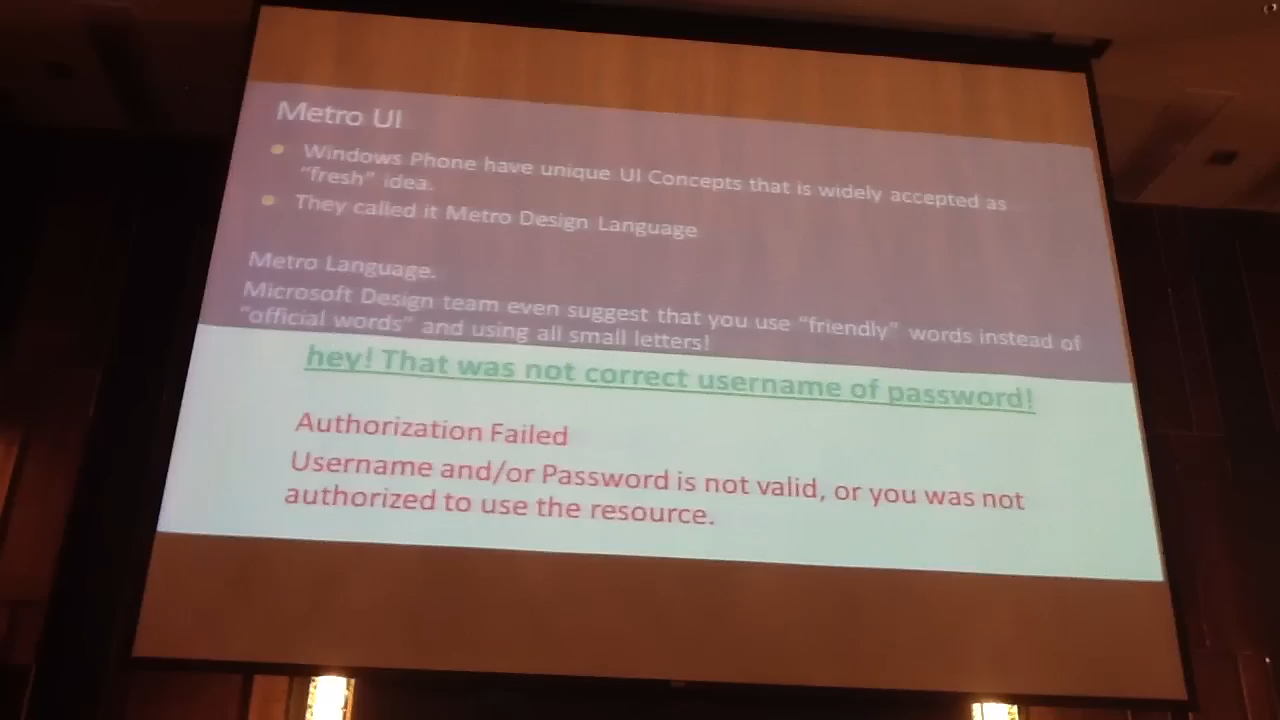 Metro UI
Windows Phone have unique UI Concepts that is widely accepted as
“fresh” idea.
They called it Metro Design Language
Metro Language.
Microsoft Design team even suggest that you use “friendly” words instead of
“official words” and using all small letters!
hey! That was not correct username of password!
Authorization Failed
Username and/or Password is not valid, or you was not
authorized to use the resource.